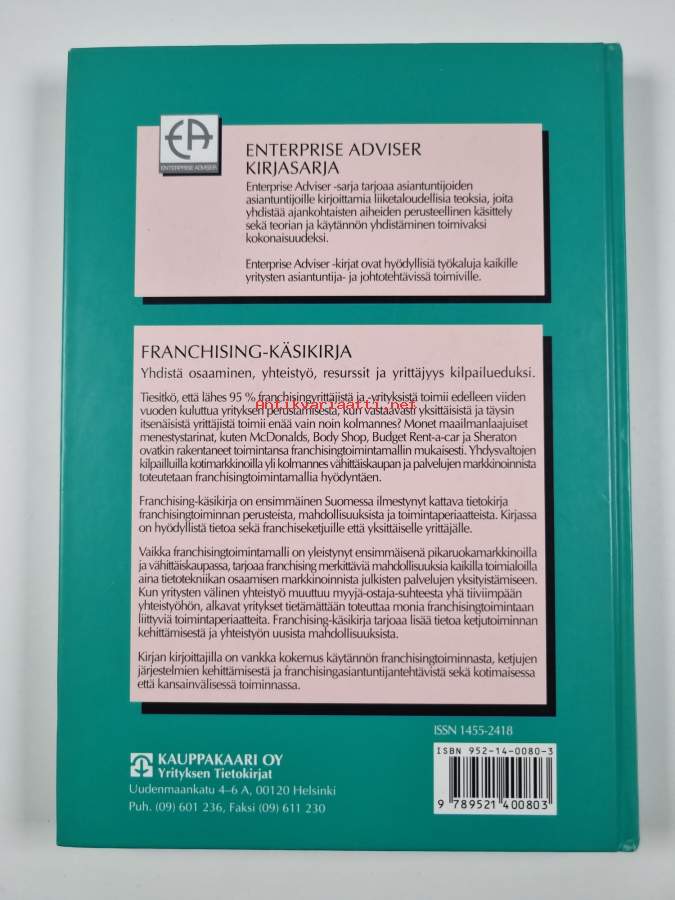 EA
ENTERPRISE ADVISER
ENTERPRISE ADVISER
KIRJASARJA
Enterprise Adviser -sarja tarjoaa asiantuntijoiden
asiantuntijoille kirjoittamia liiketaloudellisia teoksia, joita
yhdistää ajankohtaisten aiheiden perusteellinen käsittely
sekä teorian ja käytännön yhdistäminen toimivaksi
kokonaisuudeksi.
Enterprise Adviser -kirjat ovat hyödyllisiä työkaluja kaikille
yritysten asiantuntija- ja johtotehtävissä toimiville.
FRANCHISING-KÄSIKIRJA
Yhdistä osaaminen, yhteistyö, resurssit ja yrittäjyys kilpailueduksi.
Tiesitkö, että lähes 95 % franchisingyrittäjistä ja -yrityksistä toimii edelleen viiden
Antikvariaatti.net
vuoden kuluttua yrityksen perustamisesta, kun vastaavasti yksittäisistä ja täysin
itsenäisistä yrittäjistä toimii enää vain noin kolmannes? Monet maailmanlaajuiset
menestystarinat, kuten McDonalds, Body Shop, Budget Rent-a-car ja Sheraton
ovatkin rakentaneet toimintansa franchisingtoimintamallin mukaisesti. Yhdysvaltojen
kilpailluilla kotimarkkinoilla yli kolmannes vähittäiskaupan ja palvelujen markkinoinnista
toteutetaan franchisingtoimintamallia hyödyntäen.
Franchising-käsikirja on ensimmäinen Suomessa ilmestynyt kattava tietokirja
franchisingtoiminnan perusteista, mahdollisuuksista ja toimintaperiaatteista. Kirjassa
on hyödyllistä tietoa sekä franchiseketjuille että yksittäiselle yrittäjälle.
Vaikka franchisingtoimintamalli on yleistynyt ensimmäisenä pikaruokamarkkinoilla
ja vähittäiskaupassa, tarjoaa franchising merkittäviä mahdollisuuksia kaikilla toimialoilla
aina tietotekniikan osaamisen markkinoinnista julkisten palvelujen yksityistämiseen.
Kun yritysten välinen yhteistyö muuttuu myyjä-ostaja-suhteesta yhä tiiviimpään
yhteistyöhön, alkavat yritykset tietämättään toteuttaa monia franchisingtoimintaan
liittyviä toimintaperiaatteita. Franchising-käsikirja tarjoaa lisää tietoa ketjutoiminnan
kehittämisestä ja yhteistyön uusista mahdollisuuksista.
Kirjan kirjoittajilla on vankka kokemus käytännön franchisingtoiminnasta, ketjujen
järjestelmien kehittämisestä ja franchisingasiantuntijantehtävistä sekä kotimaisessa
että kansainvälisessä toiminnassa.
ISSN 1455-2418
KAUPPAKAARI OY
Yrityksen Tietokirjat
Uudenmaankatu 4–6 A, 00120 Helsinki
Puh. (09) 601 236, Faksi (09) 611 230
ISBN 952-14-0080-3
9 789521 400803